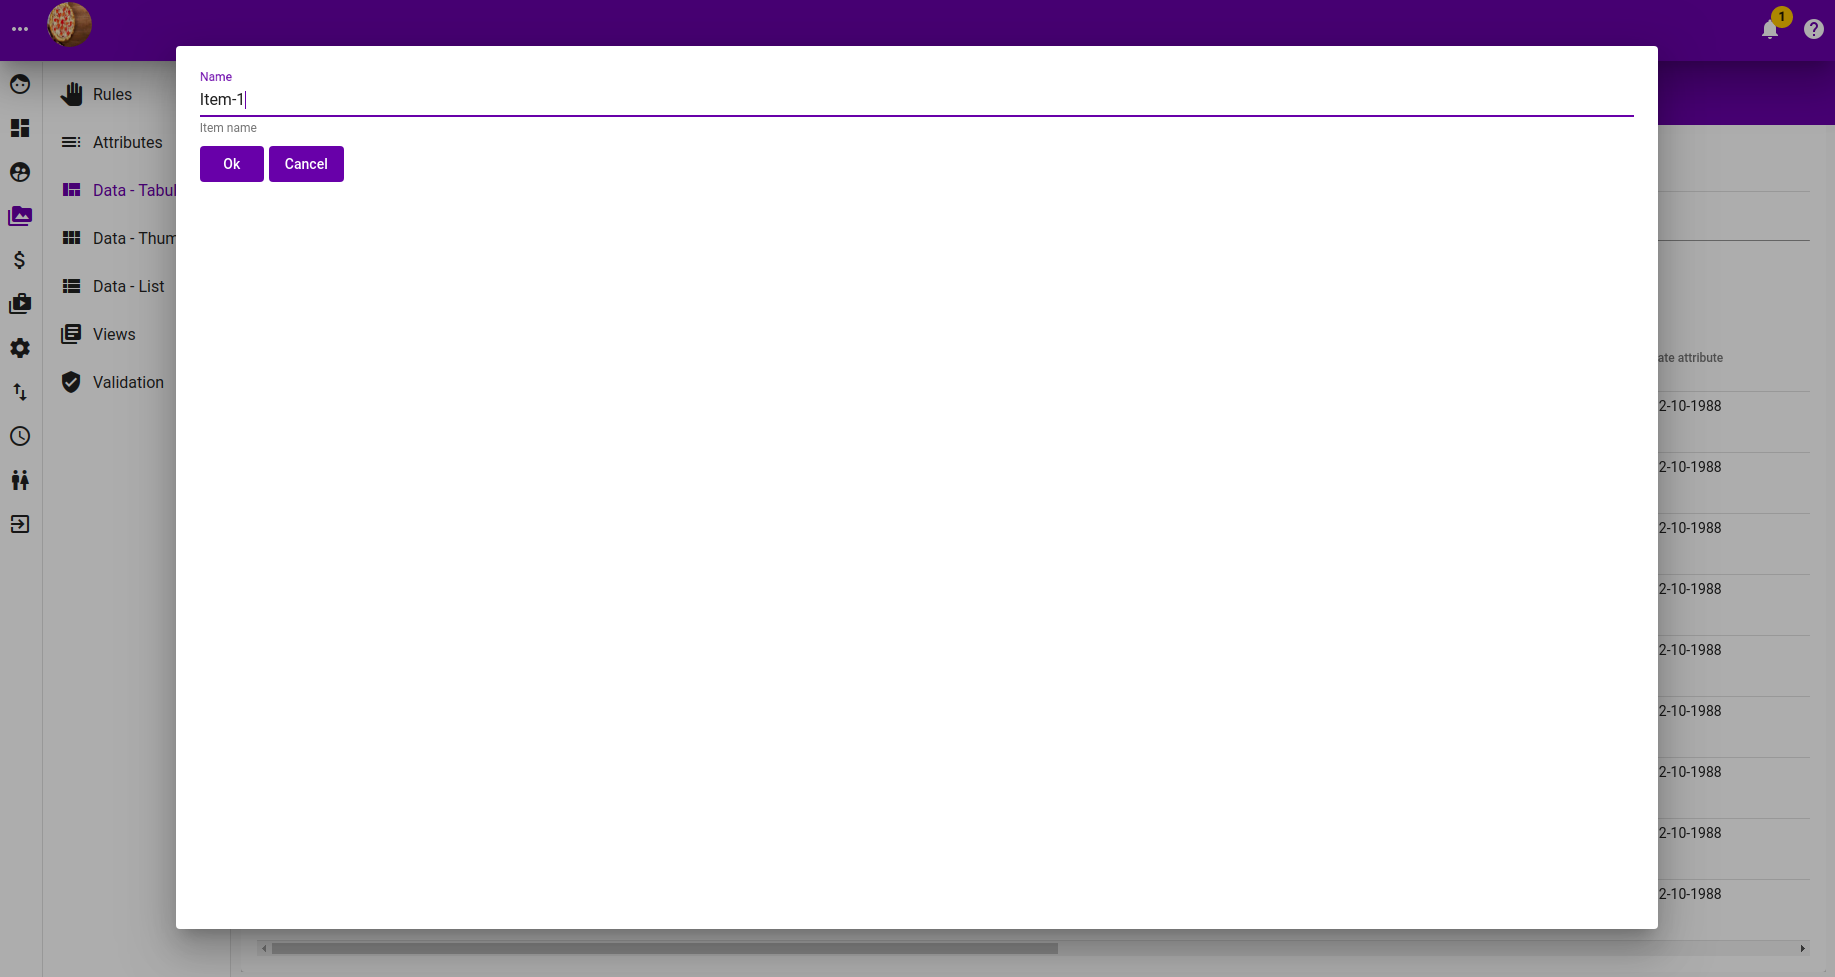 1
Name
Item-1
Item name
Ok Cancel
Rules
Attributes
Data - Tabul
Data - Thum
Data - List
Views
Validation
ate attribute
2-10-1988
2-10-1988
2-10-1988
2-10-1988
2-10-1988
2-10-1988
2-10-1988
2-10-1988
2-10-1988